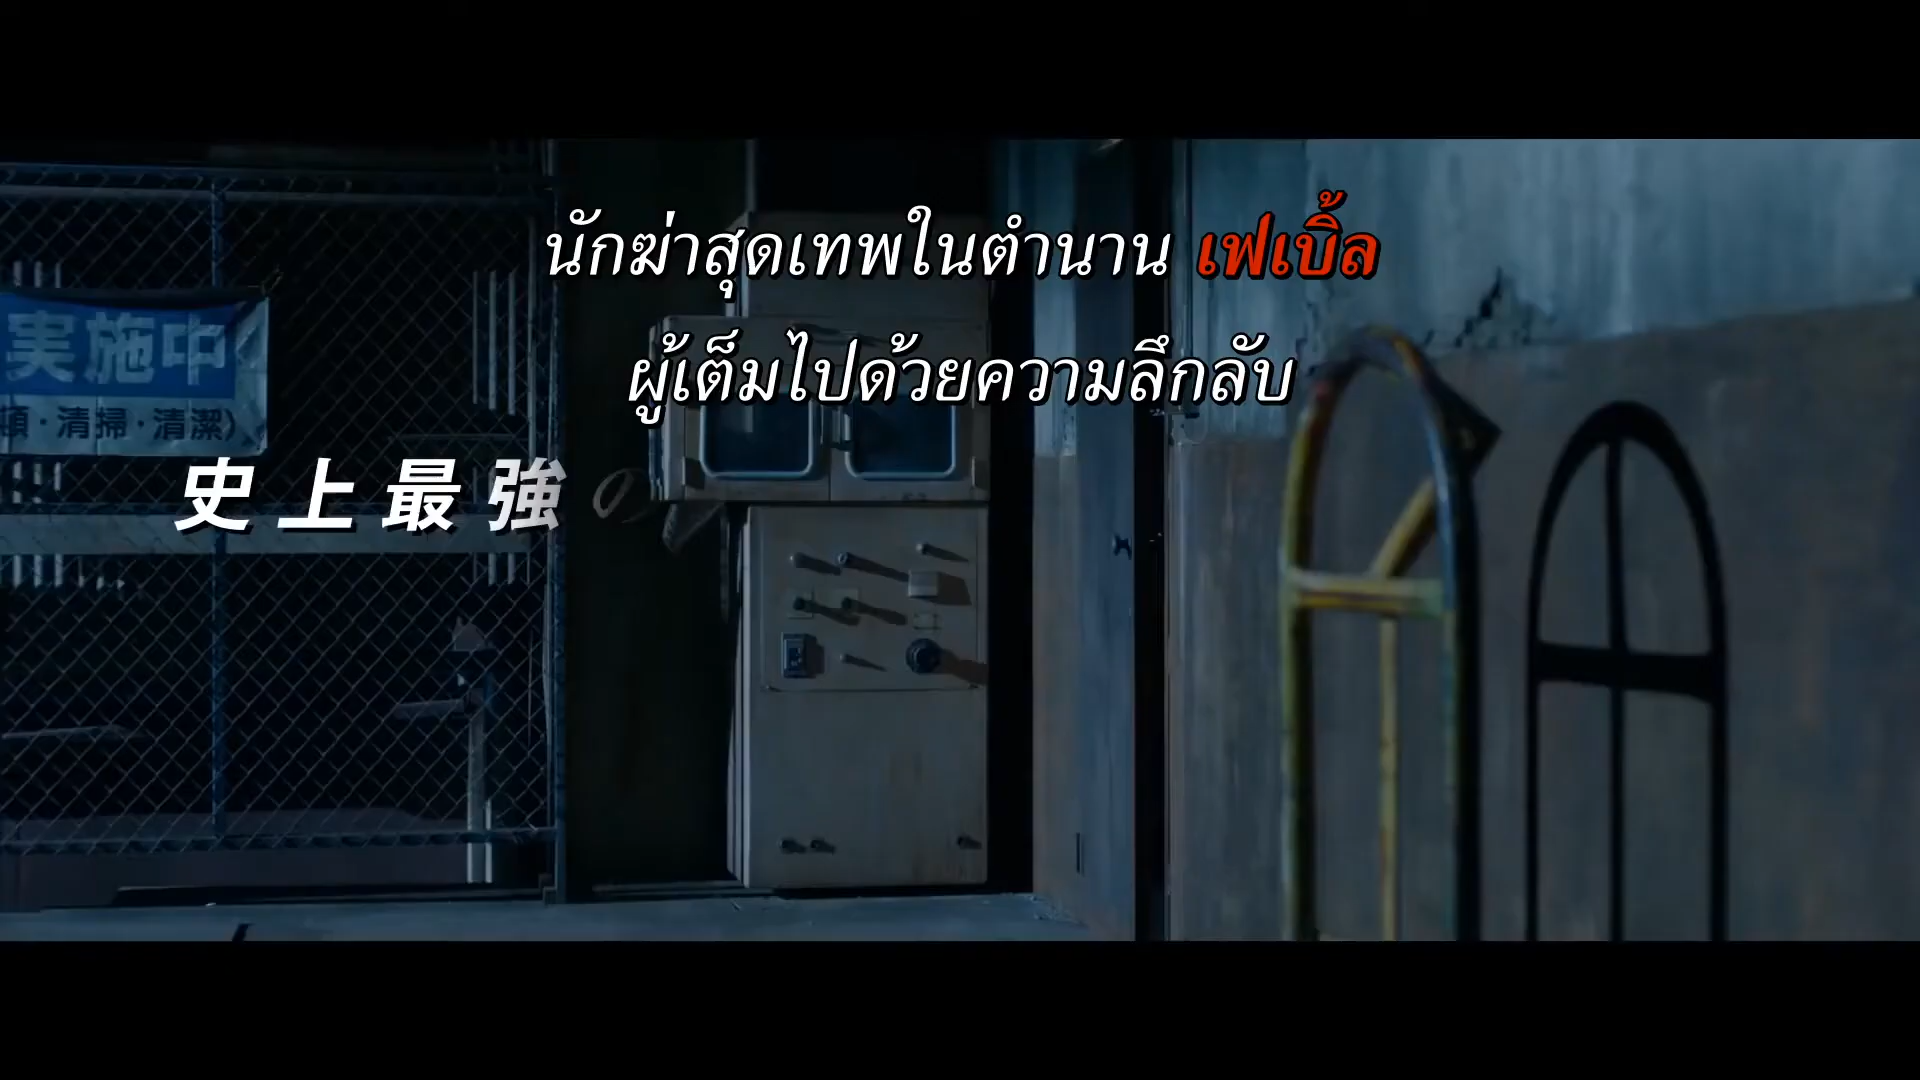 นักฆ่าสุดเทพในตำนาน เฟเบิ้ล
ผู้เต็มไปด้วยความลึกลับ
実施中
頓・清掃・清潔)
史上最強の